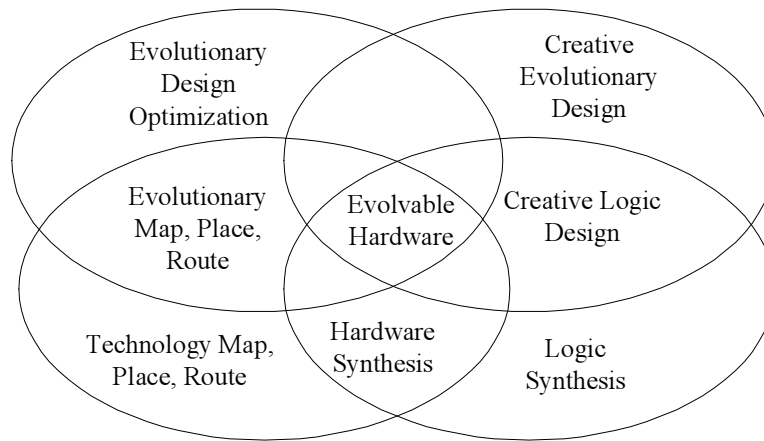 Evolutionary
Design
Optimization
Creative
Evolutionary
Design
Evolutionary
Map, Place,
Route
Evolvable
Hardware
Creative Logic
Design
Technology Map,
Place, Route
Hardware
Synthesis
Logic
Synthesis